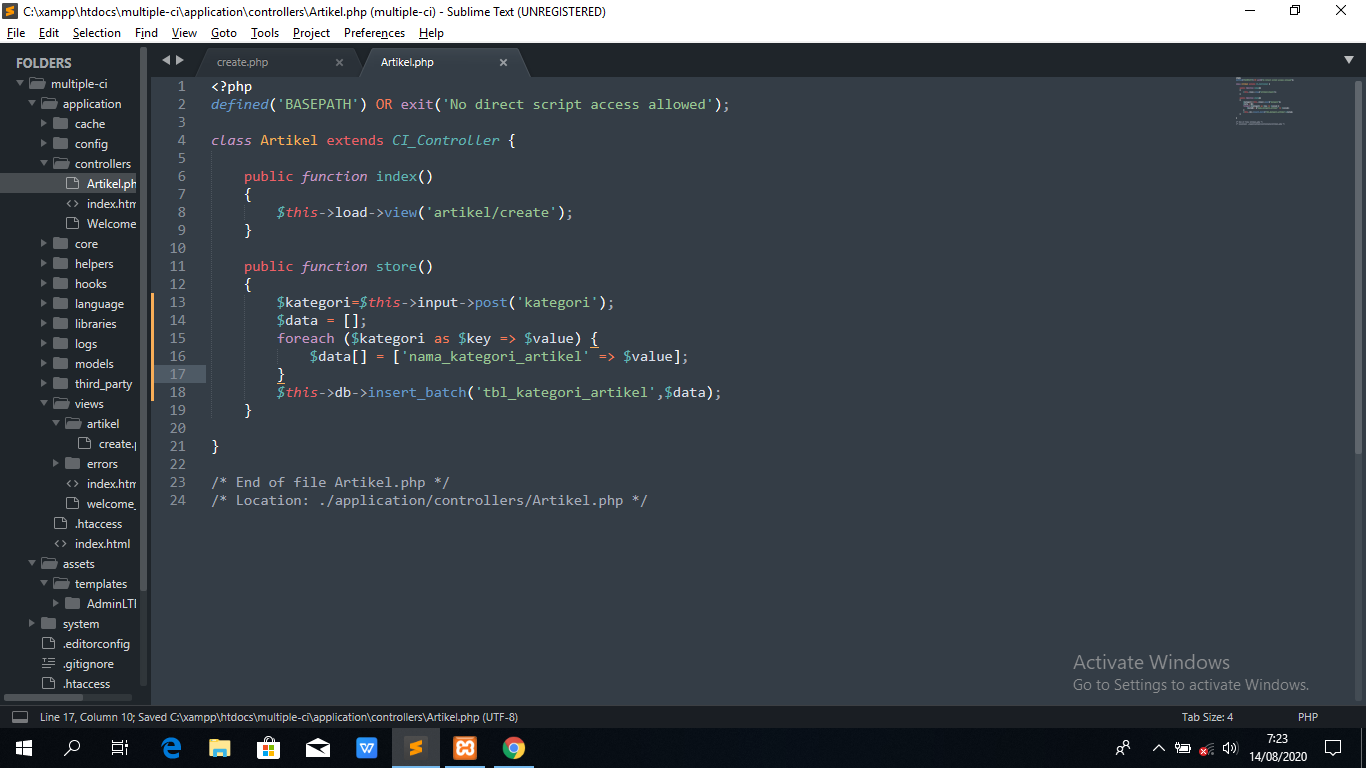 C:\xampp\htdocs\multiple-ci\application\controllers\Artikel.php (multiple-ci) - Sublime Text (UNREGISTERED)
File Edit Selection Find View Goto Tools Project Preferences Help
FOLDERS
multiple-ci
application
cache
config
controllers
Artikel.ph
index.htm
Welcome
core
helpers
hooks
language
libraries
logs
models
third_party
views
artikel
create.p
errors
index.htm
welcome_
.htaccess
index.html
assets
templates
AdminLTE
system
.editorconfig
.gitignore
.htaccess
create.php Artikel.php
1 <?php
2 defined('BASEPATH') OR exit('No direct script access allowed');
3
4 class Artikel extends CI_Controller {
5
6 public function index()
7 {
8 $this->load->view('artikel/create');
9 }
10
11 public function store()
12 {
13 $kategori=$this->input->post('kategori');
14 $data = [];
15 foreach ($kategori as $key => $value) {
16 $data[] = ['nama_kategori_artikel' => $value];
17 }
18 $this->db->insert_batch('tbl_kategori_artikel',$data);
19 }
20
21 }
22
23 /* End of file Artikel.php */
24 /* Location: ./application/controllers/Artikel.php */
Activate Windows
Go to Settings to activate Windows.
Line 17, Column 10; Saved C:\xampp\htdocs\multiple-ci\application\controllers\Artikel.php (UTF-8) Tab Size: 4 PHP
7:23
14/08/2020